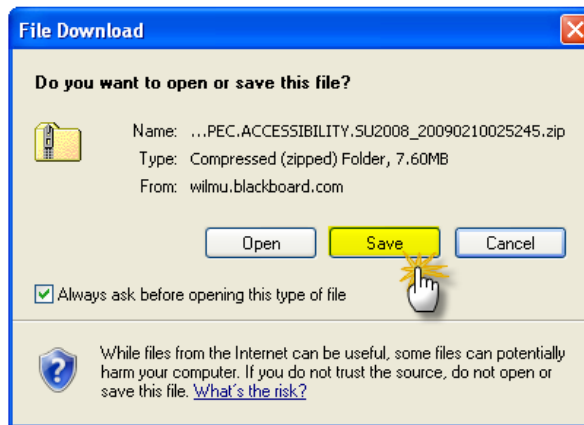 File Download
Do you want to open or save this file?
Name: ...PEC.ACCESSIBILITY.SU2008_20090210025245.zip
Type: Compressed (zipped) Folder, 7.60MB
From: wilmu.blackboard.com
Open Save Cancel
Always ask before opening this type of file
While files from the Internet can be useful, some files can potentially
harm your computer. If you do not trust the source, do not open or
save this file. What's the risk?